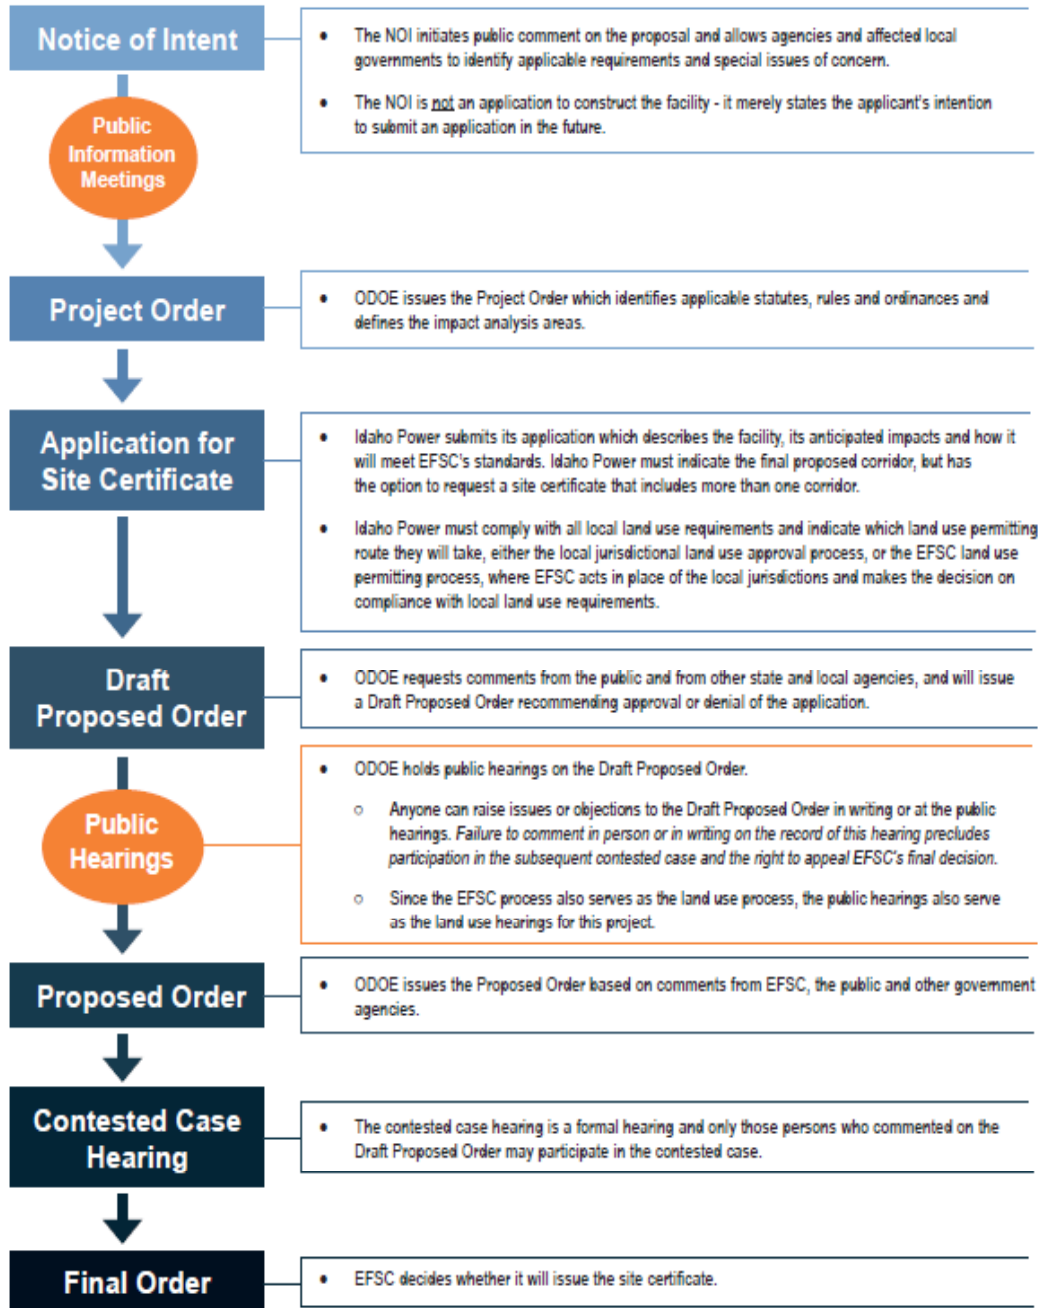 Notice of Intent
• The NOI initiates public comment on the proposal and allows agencies and affected local
governments to identify applicable requirements and special issues of concern.
• The NOI is not an application to construct the facility - it merely states the applicant's intention
to submit an application in the future.
Public
Information
Meetings
Project Order
• ODOE issues the Project Order which identifies applicable statutes, rules and ordinances and
defines the impact analysis areas.
Application for
Site Certificate
• Idaho Power submits its application which describes the facility, its anticipated impacts and how it
will meet EFSC's standards. Idaho Power must indicate the final proposed corridor, but has
the option to request a site certificate that includes more than one corridor.
• Idaho Power must comply with all local land use requirements and indicate which land use permitting
route they will take, either the local jurisdictional land use approval process, or the EFSC land use
permitting process, where EFSC acts in place of the local jurisdictions and makes the decision on
compliance with local land use requirements.
Draft
Proposed Order
• ODOE requests comments from the public and from other state and local agencies, and will issue
a Draft Proposed Order recommending approval or denial of the application.
Public
Hearings
• ODOE holds public hearings on the Draft Proposed Order.
○ Anyone can raise issues or objections to the Draft Proposed Order in writing or at the public
hearings. Failure to comment in person or in writing on the record of this hearing precludes
participation in the subsequent contested case and the right to appeal EFSC's final decision.
○ Since the EFSC process also serves as the land use process, the public hearings also serve
as the land use hearings for this project.
Proposed Order
• ODOE issues the Proposed Order based on comments from EFSC, the public and other government
agencies.
Contested Case
Hearing
• The contested case hearing is a formal hearing and only those persons who commented on the
Draft Proposed Order may participate in the contested case.
Final Order
• EFSC decides whether it will issue the site certificate.